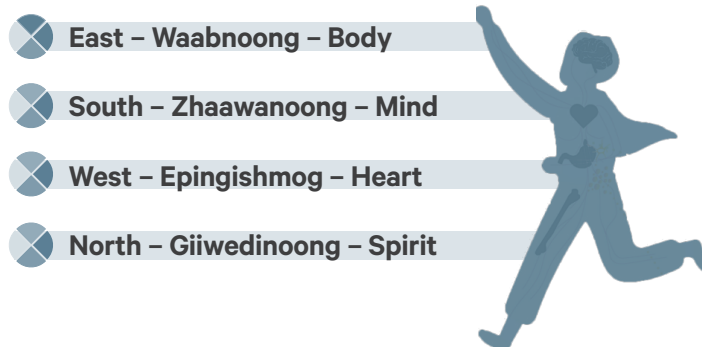 East – Waabnoong – Body
South – Zhaawanoong – Mind
West – Epingishmog – Heart
North – Giiwedinoong – Spirit